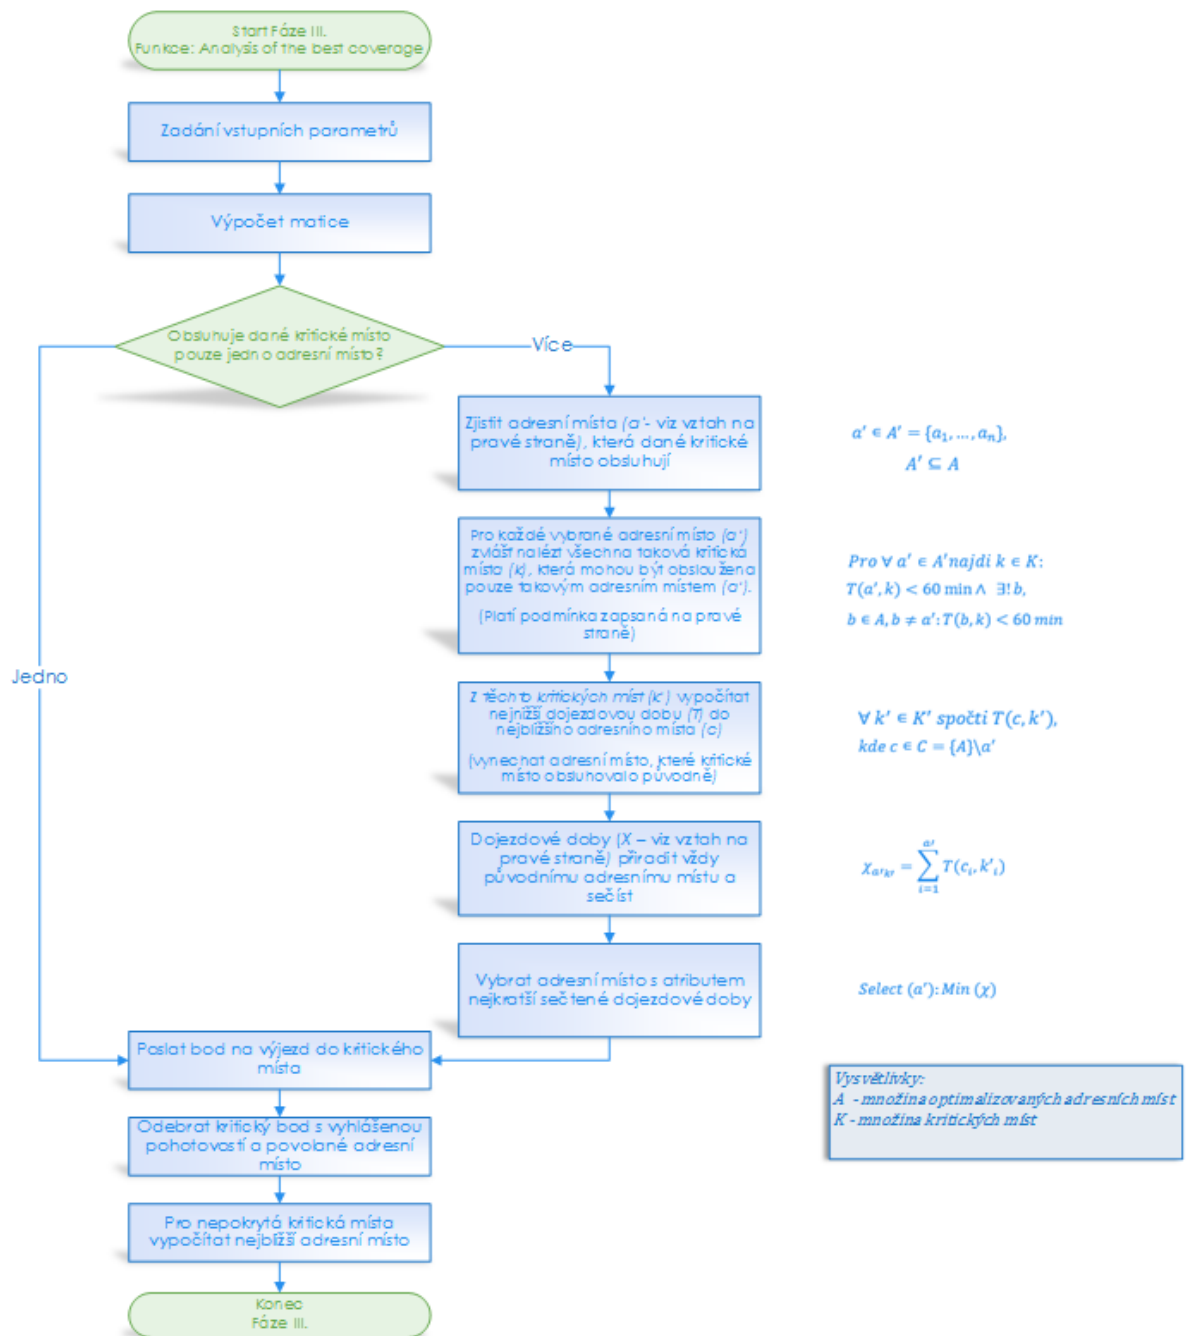 Start Fáze III.
Funkce: Analysis of the best coverage
Zadání vstupních parametrů
Výpočet matice
Obsluhuje dané kritické místo
pouze jedno adresní místo?
Více
Jedno
Zjistit adresní místa (a'- viz vztah na
pravé straně), která dané kritické
místo obsluhují
a' ∈ A' = {a₁, …, aₙ},
A' ⊆ A
Pro každé vybrané adresní místo (a')
zvlášť nalézt všechna taková kritická
místa (k), která mohou být obsloužena
pouze takovým adresním místem (a').
(Platí podmínka zapsaná na pravé
straně)
Pro ∀ a' ∈ A'najdi k ∈ K:
T(a', k) < 60 min ∧ ∃! b,
b ∈ A, b ≠ a': T(b, k) < 60 min
Z těchto kritických míst (k') vypočítat
nejnižší dojezdovou dobu (T) do
nejbližšího adresního místa (c)
(vynechat adresní místo, které kritické
místo obsluhovalo původně)
∀ k' ∈ K' spočti T(c, k'),
kde c ∈ C = {A}\a'
Dojezdové doby (X – viz vztah na
pravé straně) přiradit vždy
původnímu adresnímu místu a
sečíst
χₐ'ₖ' = ∑ᵢ₌₁ᵃ' T(cᵢ, k'ᵢ)
Vybrat adresní místo s atributem
nejkratší sečtené dojezdové doby
Select (a'): Min (χ)
Poslat bod na výjezd do kritického
místa
Odebrat kritický bod s vyhlášenou
pohotovostí a povolané adresní
místo
Pro nepokrytá kritická místa
vypočítat nejbližší adresní místo
Konec
Fáze III.
Vysvětlivky:
A - množina optimalizovaných adresních míst
K - množina kritických míst